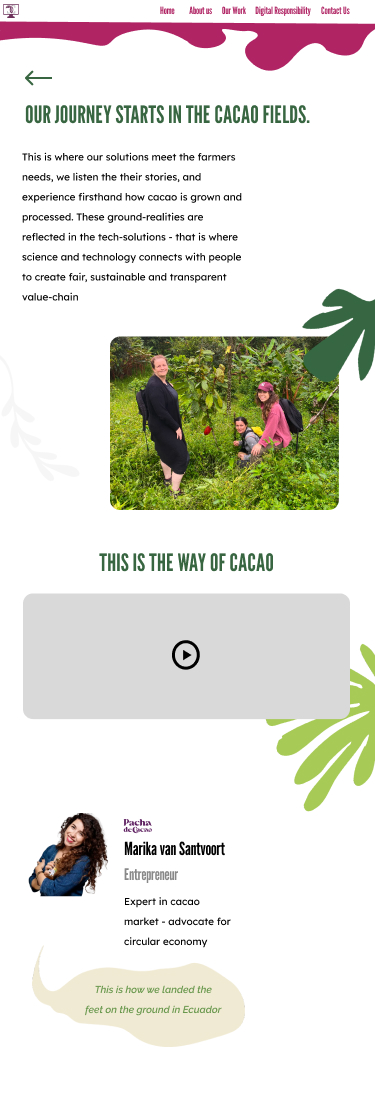 Home About us Our Work Digital Responsibility Contact Us
OUR JOURNEY STARTS IN THE CACAO FIELDS.
This is where our solutions meet the farmers
needs, we listen the their stories, and
experience firsthand how cacao is grown and
processed. These ground-realities are
reflected in the tech-solutions - that is where
science and technology connects with people
to create fair, sustainable and transparent
value-chain
THIS IS THE WAY OF CACAO
Pacha
de Cacao
Marika van Santvoort
Entrepreneur
Expert in cacao
market - advocate for
circular economy
This is how we landed the
feet on the ground in Ecuador